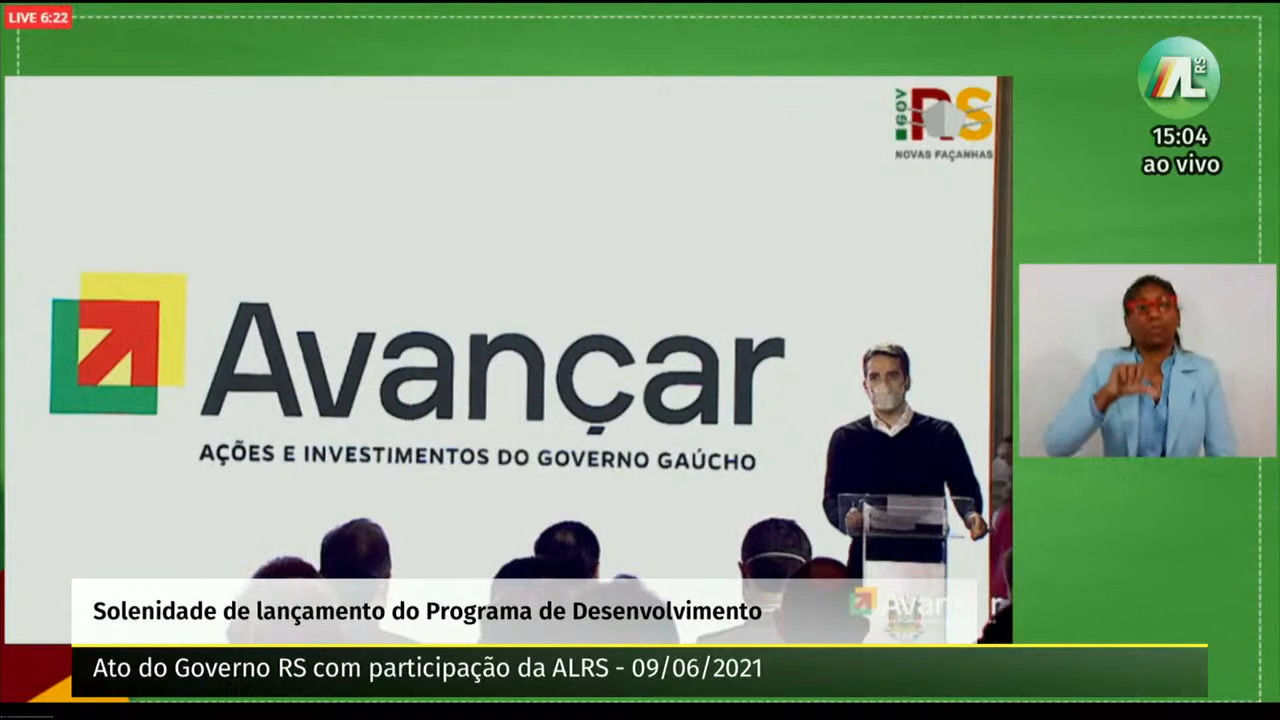 LIVE 6:22
AL RS
15:04
ao vivo
GOV RS
NOVAS FAÇANHAS
Avançar
AÇÕES E INVESTIMENTOS DO GOVERNO GAÚCHO
Solenidade de lançamento do Programa de Desenvolvimento
Ato do Governo RS com participação da ALRS - 09/06/2021